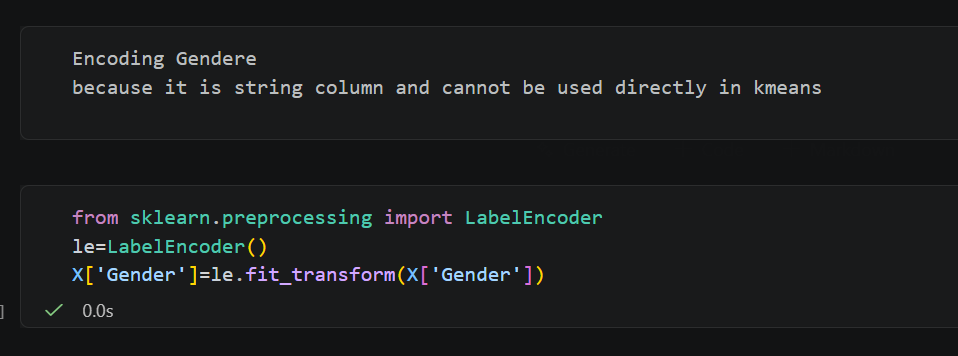 Encoding Gendere
because it is string column and cannot be used directly in kmeans
from sklearn.preprocessing import LabelEncoder
le=LabelEncoder()
X['Gender']=le.fit_transform(X['Gender'])
] ✓ 0.0s